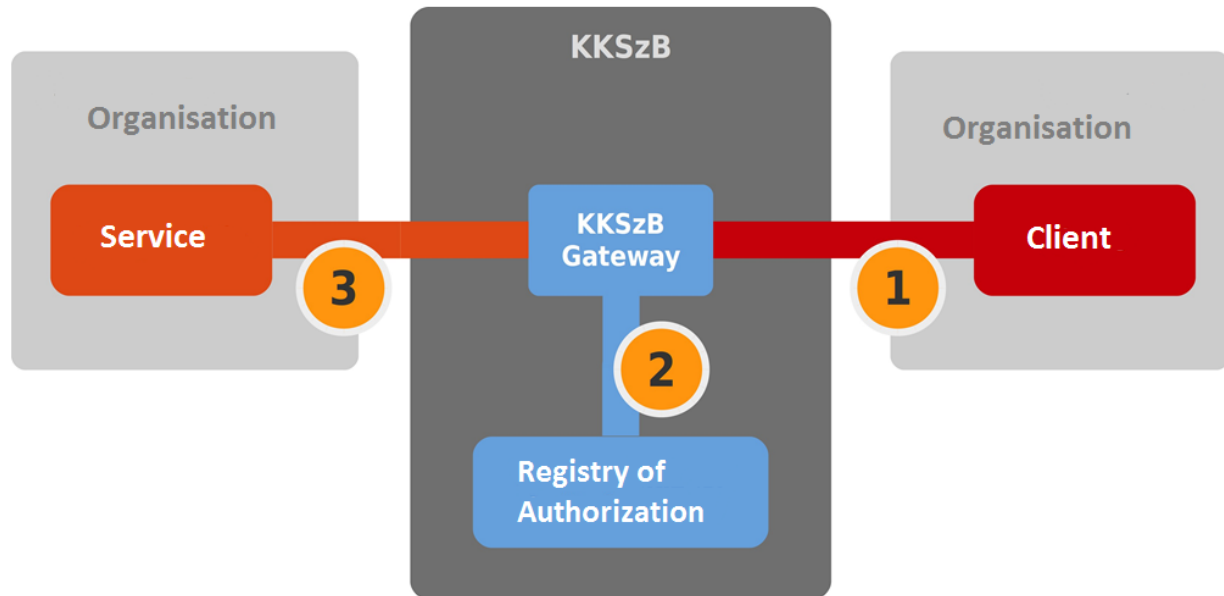 KKSzB
Organisation
Organisation
Service
KKSzB
Gateway
Client
3
1
2
Registry of
Authorization